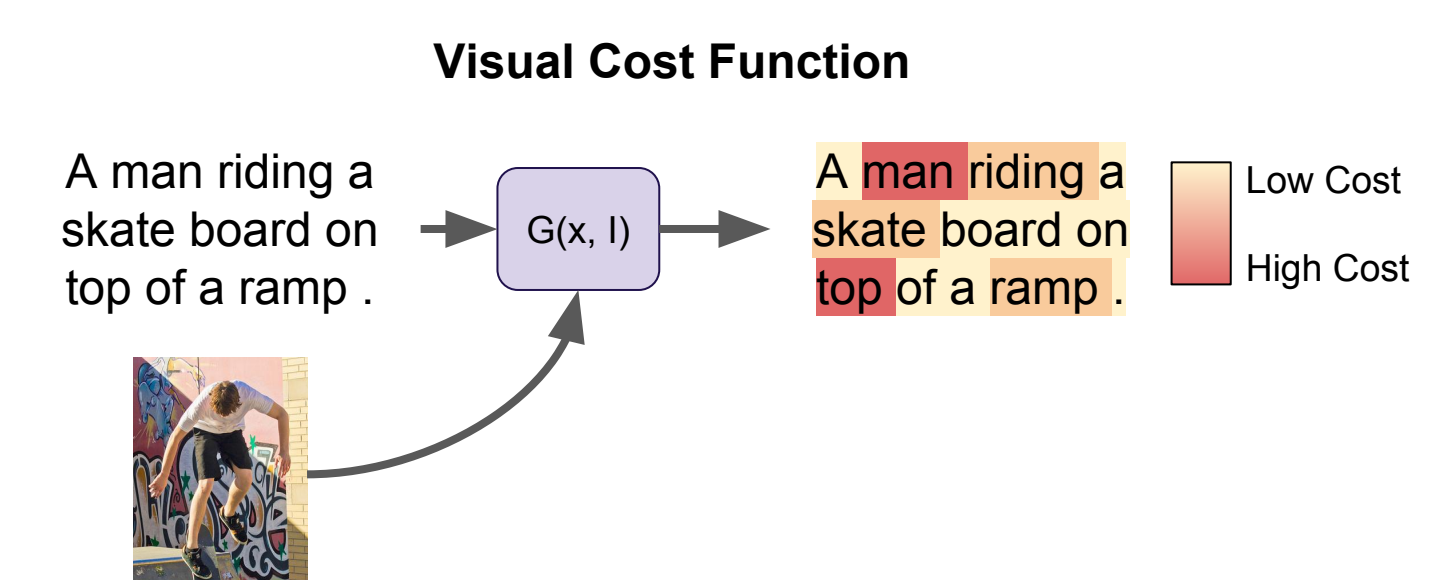 Visual Cost Function
A man riding a
skate board on
top of a ramp .
G(x, I)
A man riding a
skate board on
top of a ramp .
Low Cost
High Cost